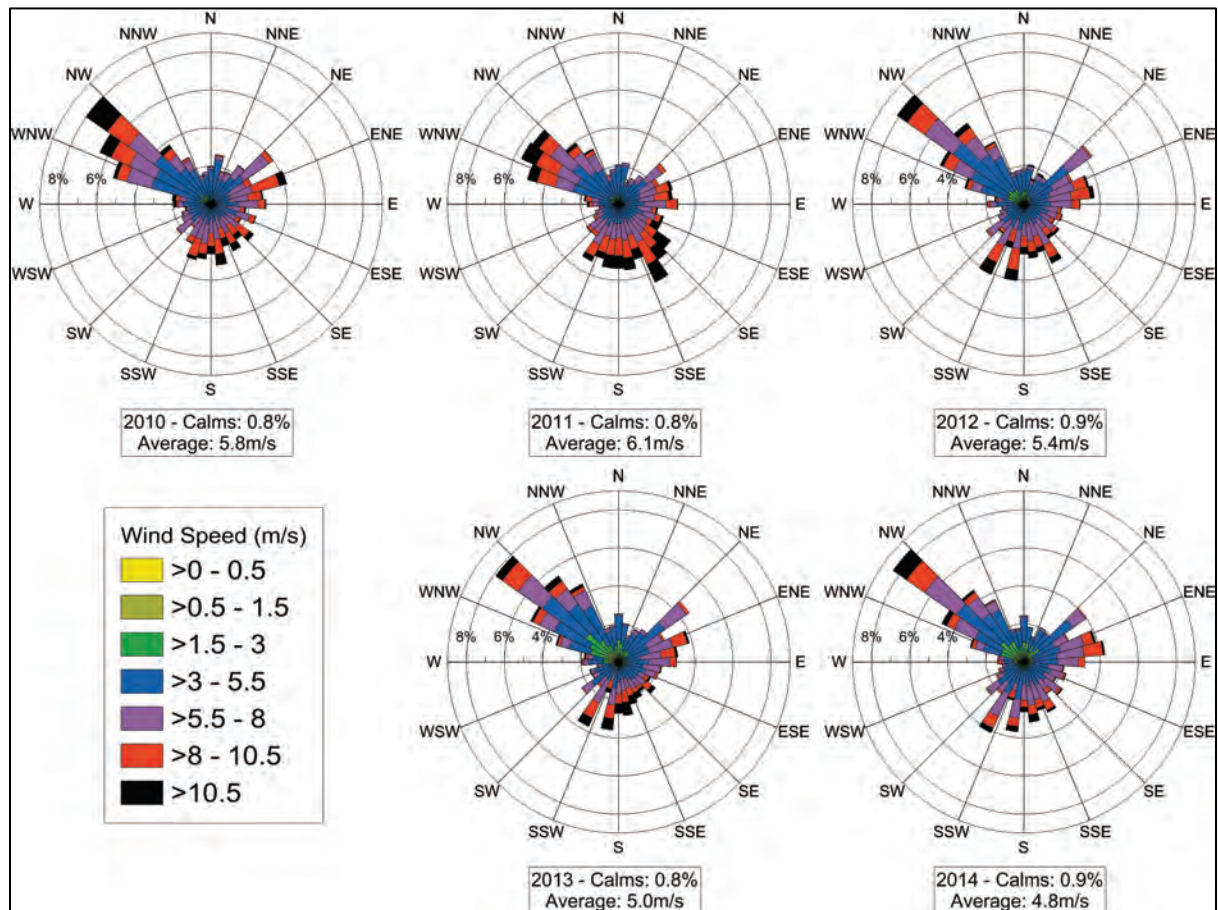 N
NNW
NNE
NW
NE
WNW
ENE
8%
6%
W
E
WSW
ESE
SW
SE
SSW
SSE
S
2010 - Calms: 0.8%
Average: 5.8m/s
N
NNW
NNE
NW
NE
WNW
ENE
8%
6%
W
E
WSW
ESE
SW
SE
SSW
SSE
S
2011 - Calms: 0.8%
Average: 6.1m/s
N
NNW
NNE
NW
NE
WNW
ENE
8%
6%
4%
W
E
WSW
ESE
SW
SE
SSW
SSE
S
2012 - Calms: 0.9%
Average: 5.4m/s
Wind Speed (m/s)
>0 - 0.5
>0.5 - 1.5
>1.5 - 3
>3 - 5.5
>5.5 - 8
>8 - 10.5
>10.5
N
NNW
NNE
NW
NE
WNW
ENE
8%
6%
4%
W
E
WSW
ESE
SW
SE
SSW
SSE
S
2013 - Calms: 0.8%
Average: 5.0m/s
N
NNW
NNE
NW
NE
WNW
ENE
8%
6%
4%
W
E
WSW
ESE
SW
SE
SSW
SSE
S
2014 - Calms: 0.9%
Average: 4.8m/s